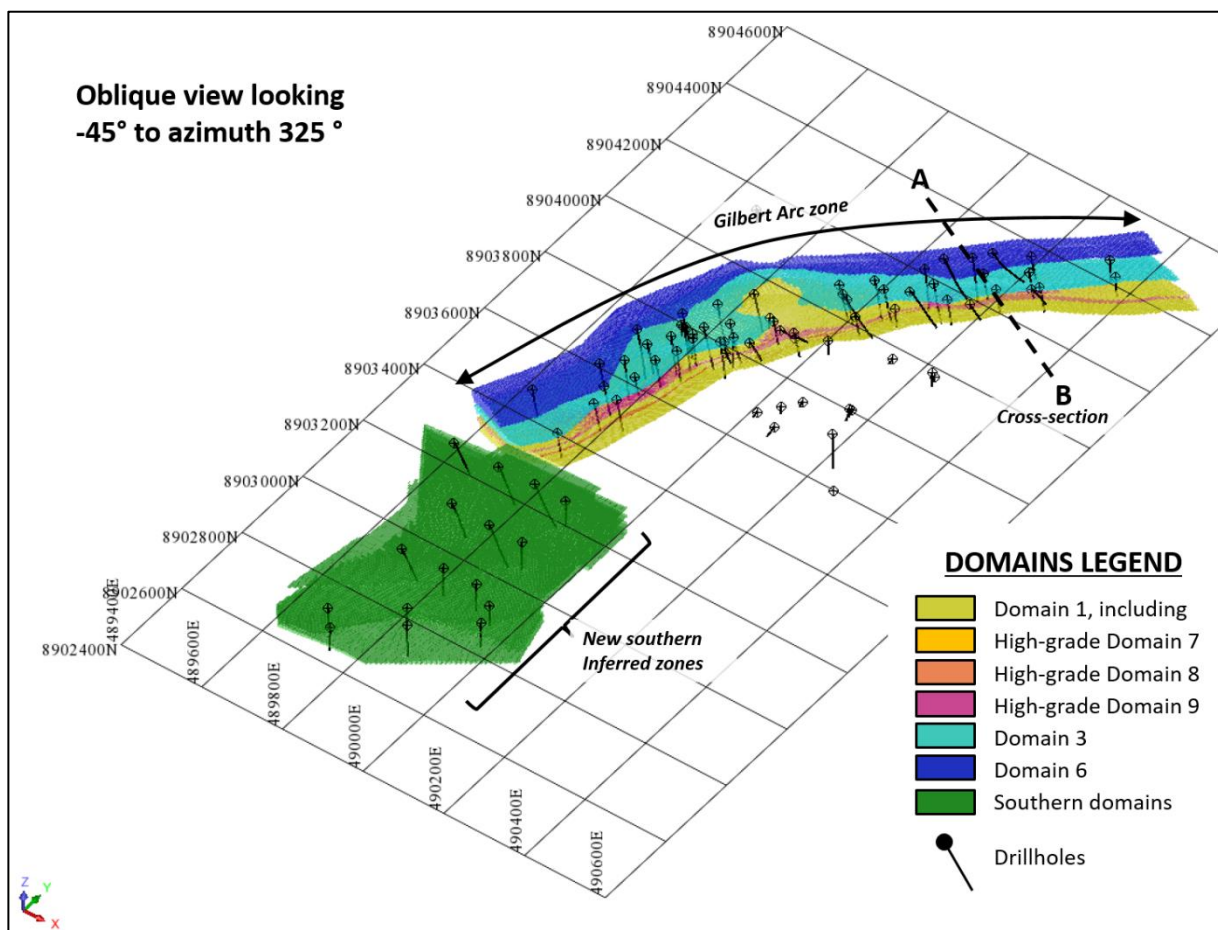 Oblique view looking
-45° to azimuth 325 °
8904600N
8904400N
8904200N
8904000N
8903800N
8903600N
8903400N
8903200N
8903000N
8902800N
8902600N
8902400N
489400E
489600E
489800E
490000E
490200E
490400E
490600E
Gilbert Arc zone
A
B
Cross-section
New southern
Inferred zones
DOMAINS LEGEND
Domain 1, including
High-grade Domain 7
High-grade Domain 8
High-grade Domain 9
Domain 3
Domain 6
Southern domains
Drillholes
Z
Y
X